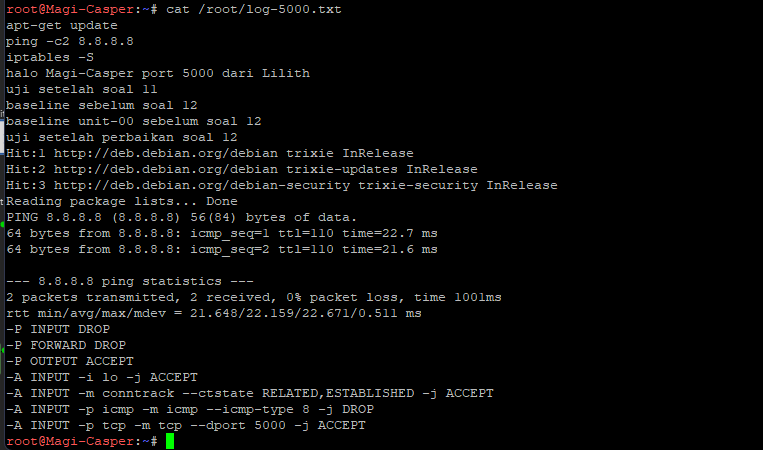 root@Magi-Casper:~# cat /root/log-5000.txt
apt-get update
ping -c2 8.8.8.8
iptables -S
halo Magi-Casper port 5000 dari Lilith
uji setelah soal 11
baseline sebelum soal 12
baseline unit-00 sebelum soal 12
uji setelah perbaikan soal 12
Hit:1 http://deb.debian.org/debian trixie InRelease
Hit:2 http://deb.debian.org/debian trixie-updates InRelease
Hit:3 http://deb.debian.org/debian-security trixie-security InRelease
Reading package lists... Done
PING 8.8.8.8 (8.8.8.8) 56(84) bytes of data.
64 bytes from 8.8.8.8: icmp_seq=1 ttl=110 time=22.7 ms
64 bytes from 8.8.8.8: icmp_seq=2 ttl=110 time=21.6 ms
--- 8.8.8.8 ping statistics ---
2 packets transmitted, 2 received, 0% packet loss, time 1001ms
rtt min/avg/max/mdev = 21.648/22.159/22.671/0.511 ms
-P INPUT DROP
-P FORWARD DROP
-P OUTPUT ACCEPT
-A INPUT -i lo -j ACCEPT
-A INPUT -m conntrack --ctstate RELATED,ESTABLISHED -j ACCEPT
-A INPUT -p icmp -m icmp --icmp-type 8 -j DROP
-A INPUT -p tcp -m tcp --dport 5000 -j ACCEPT
root@Magi-Casper:~#